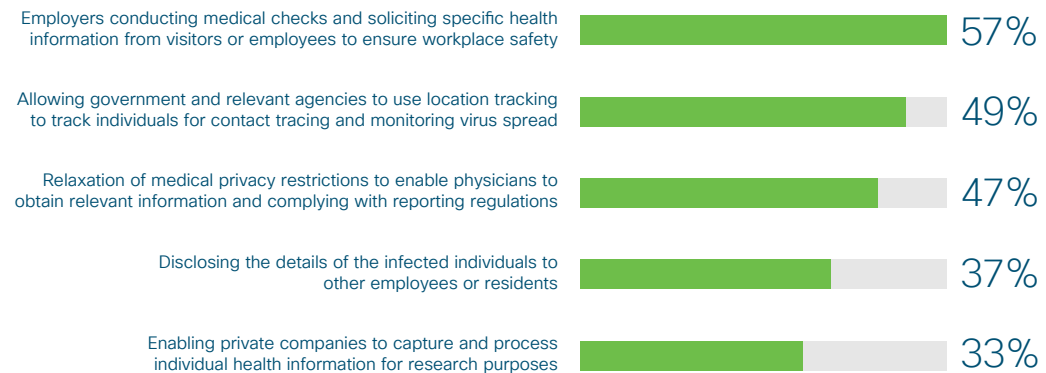 Employers conducting medical checks and soliciting specific health
information from visitors or employees to ensure workplace safety
57%
Allowing government and relevant agencies to use location tracking
to track individuals for contact tracing and monitoring virus spread
49%
Relaxation of medical privacy restrictions to enable physicians to
obtain relevant information and complying with reporting regulations
47%
Disclosing the details of the infected individuals to
other employees or residents
37%
Enabling private companies to capture and process
individual health information for research purposes
33%